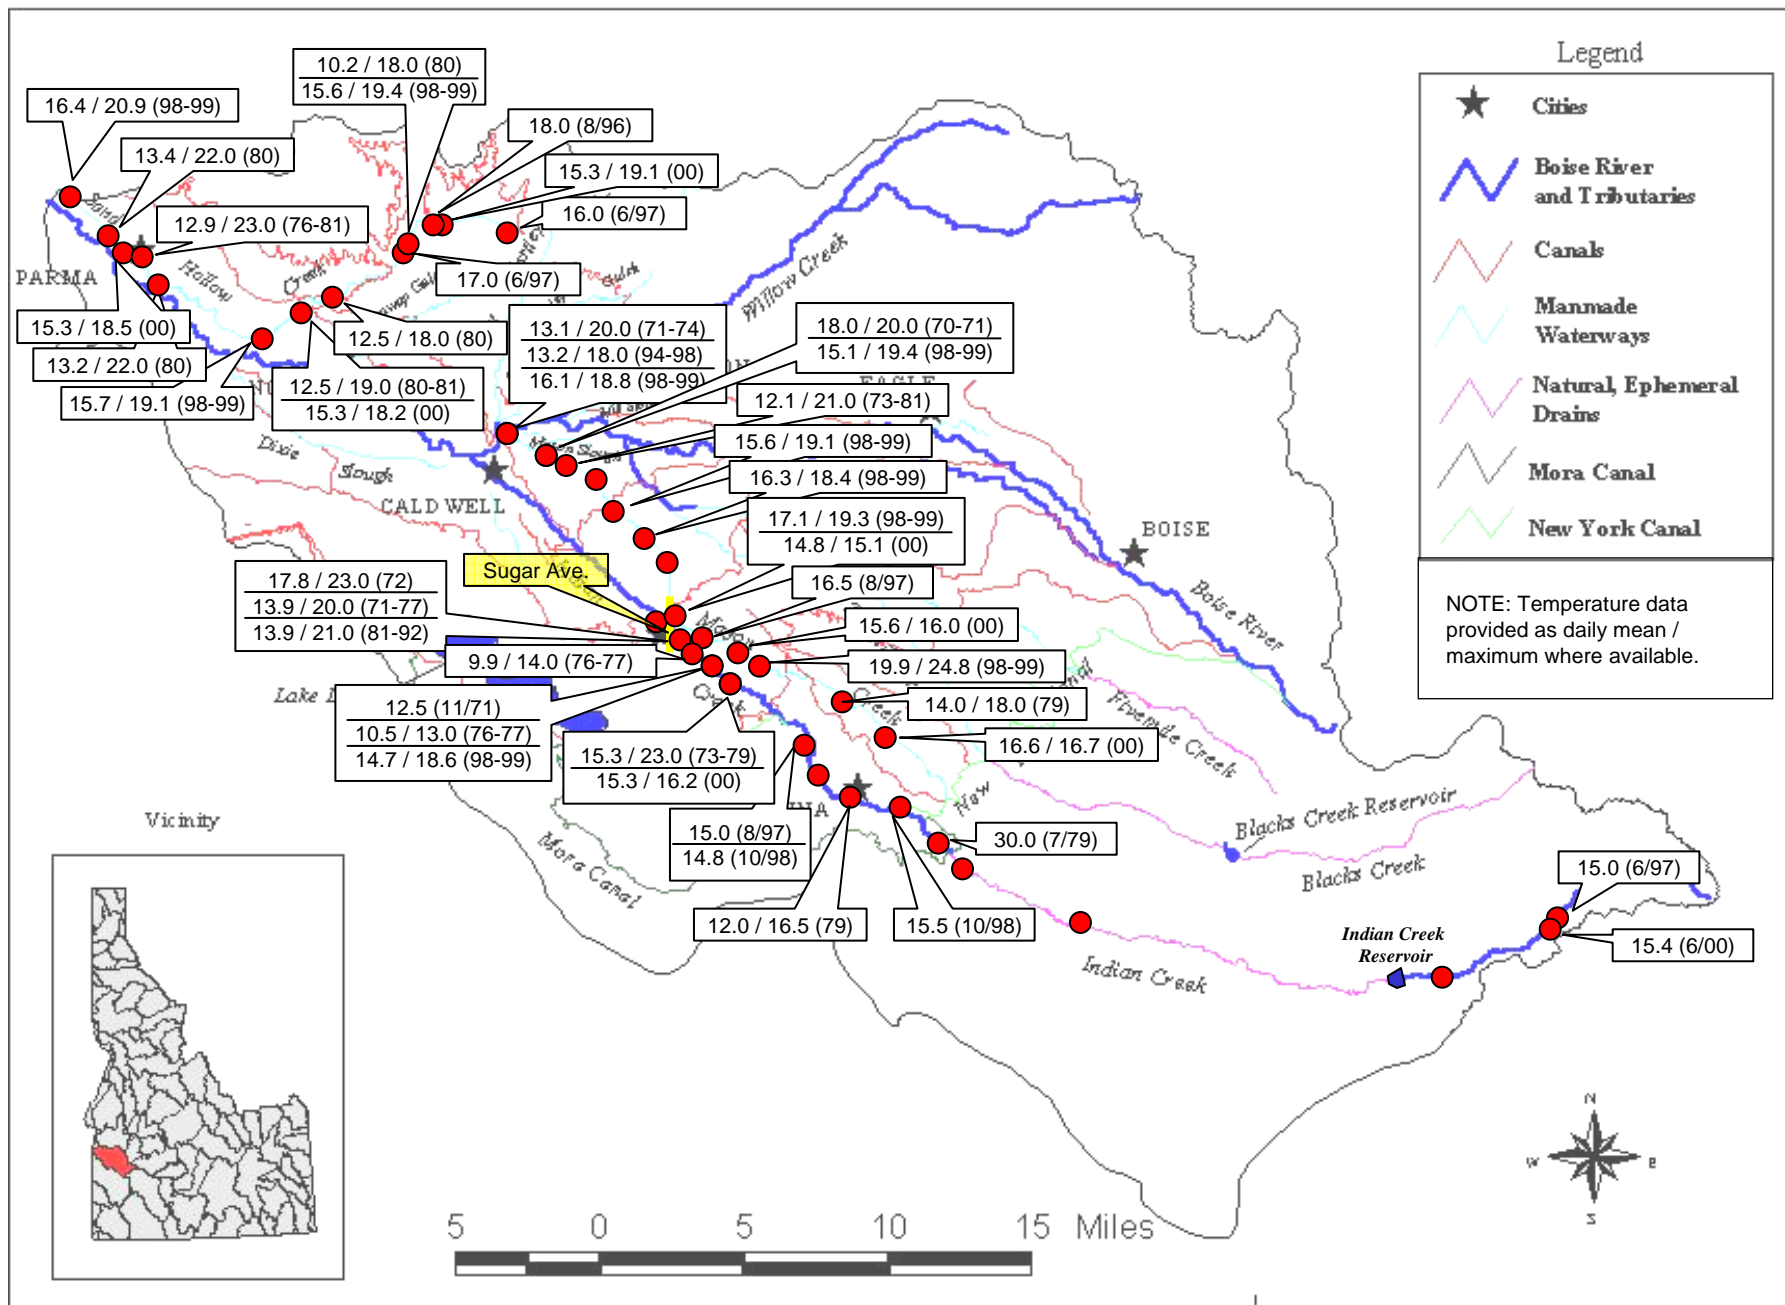 Legend
Cities
Boise River
and Tributaries
Canals
Manmade
Waterways
Natural, Ephemeral
Drains
Mora Canal
New York Canal
NOTE: Temperature data
provided as daily mean /
maximum where available.
10.2 / 18.0 (80)
15.6 / 19.4 (98-99)
16.4 / 20.9 (98-99)
18.0 (8/96)
13.4 / 22.0 (80)
15.3 / 19.1 (00)
12.9 / 23.0 (76-81)
16.0 (6/97)
Sand
Hollow
Creek
Gulch
PARMA
17.0 (6/97)
Willow Creek
15.3 / 18.5 (00)
12.5 / 18.0 (80)
13.1 / 20.0 (71-74)
13.2 / 18.0 (94-98)
16.1 / 18.8 (98-99)
18.0 / 20.0 (70-71)
15.1 / 19.4 (98-99)
13.2 / 22.0 (80)
12.5 / 19.0 (80-81)
15.3 / 18.2 (00)
15.7 / 19.1 (98-99)
EAGLE
12.1 / 21.0 (73-81)
15.6 / 19.1 (98-99)
Mason Slough
Dixie
Slough
16.3 / 18.4 (98-99)
CALDWELL
17.1 / 19.3 (98-99)
14.8 / 15.1 (00)
BOISE
Sugar Ave.
Indian
17.8 / 23.0 (72)
13.9 / 20.0 (71-77)
13.9 / 21.0 (81-92)
16.5 (8/97)
Boise River
Mason
15.6 / 16.0 (00)
9.9 / 14.0 (76-77)
19.9 / 24.8 (98-99)
Lake
Creek
Creek
14.0 / 18.0 (79)
Fivemile Creek
12.5 (11/71)
10.5 / 13.0 (76-77)
14.7 / 18.6 (98-99)
15.3 / 23.0 (73-79)
15.3 / 16.2 (00)
16.6 / 16.7 (00)
New
Vicinity
15.0 (8/97)
14.8 (10/98)
30.0 (7/79)
Blacks Creek Reservoir
Blacks Creek
Mora Canal
15.0 (6/97)
12.0 / 16.5 (79)
15.5 (10/98)
Indian Creek
Reservoir
15.4 (6/00)
Indian Creek
N
W
E
S
5 0 5 10 15 Miles